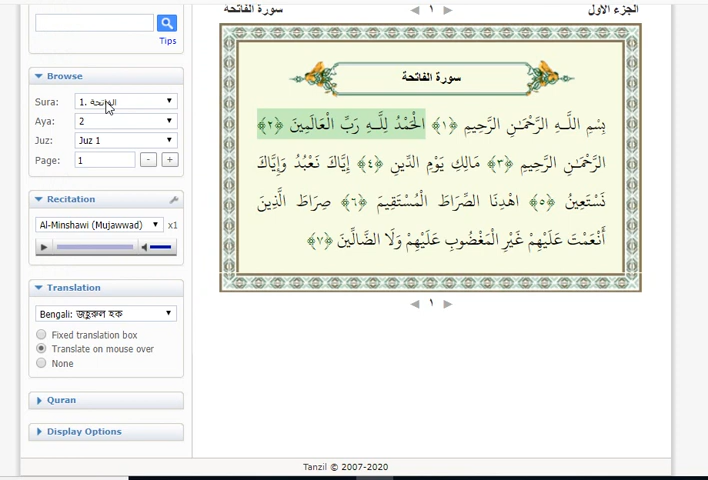 سورة الفاتحة ١ الجزء الاول
Tips
Browse
Sura: 1. الفاتحة
Aya: 2
Juz: Juz 1
Page: 1 - +
Recitation
Al-Minshawi (Mujawwad) x1
Translation
Bengali: জহুরুল হক
Fixed translation box
Translate on mouse over
None
Quran
Display Options
سورة الفاتحة
بِسْمِ اللَّـهِ الرَّحْمَـٰنِ الرَّحِيمِ ﴿١﴾ الْحَمْدُ لِلَّـهِ رَبِّ الْعَالَمِينَ ﴿٢﴾
الرَّحْمَـٰنِ الرَّحِيمِ ﴿٣﴾ مَالِكِ يَوْمِ الدِّينِ ﴿٤﴾ إِيَّاكَ نَعْبُدُ وَإِيَّاكَ
نَسْتَعِينُ ﴿٥﴾ اهْدِنَا الصِّرَاطَ الْمُسْتَقِيمَ ﴿٦﴾ صِرَاطَ الَّذِينَ
أَنْعَمْتَ عَلَيْهِمْ غَيْرِ الْمَغْضُوبِ عَلَيْهِمْ وَلَا الضَّالِّينَ ﴿٧﴾
١
Tanzil © 2007-2020